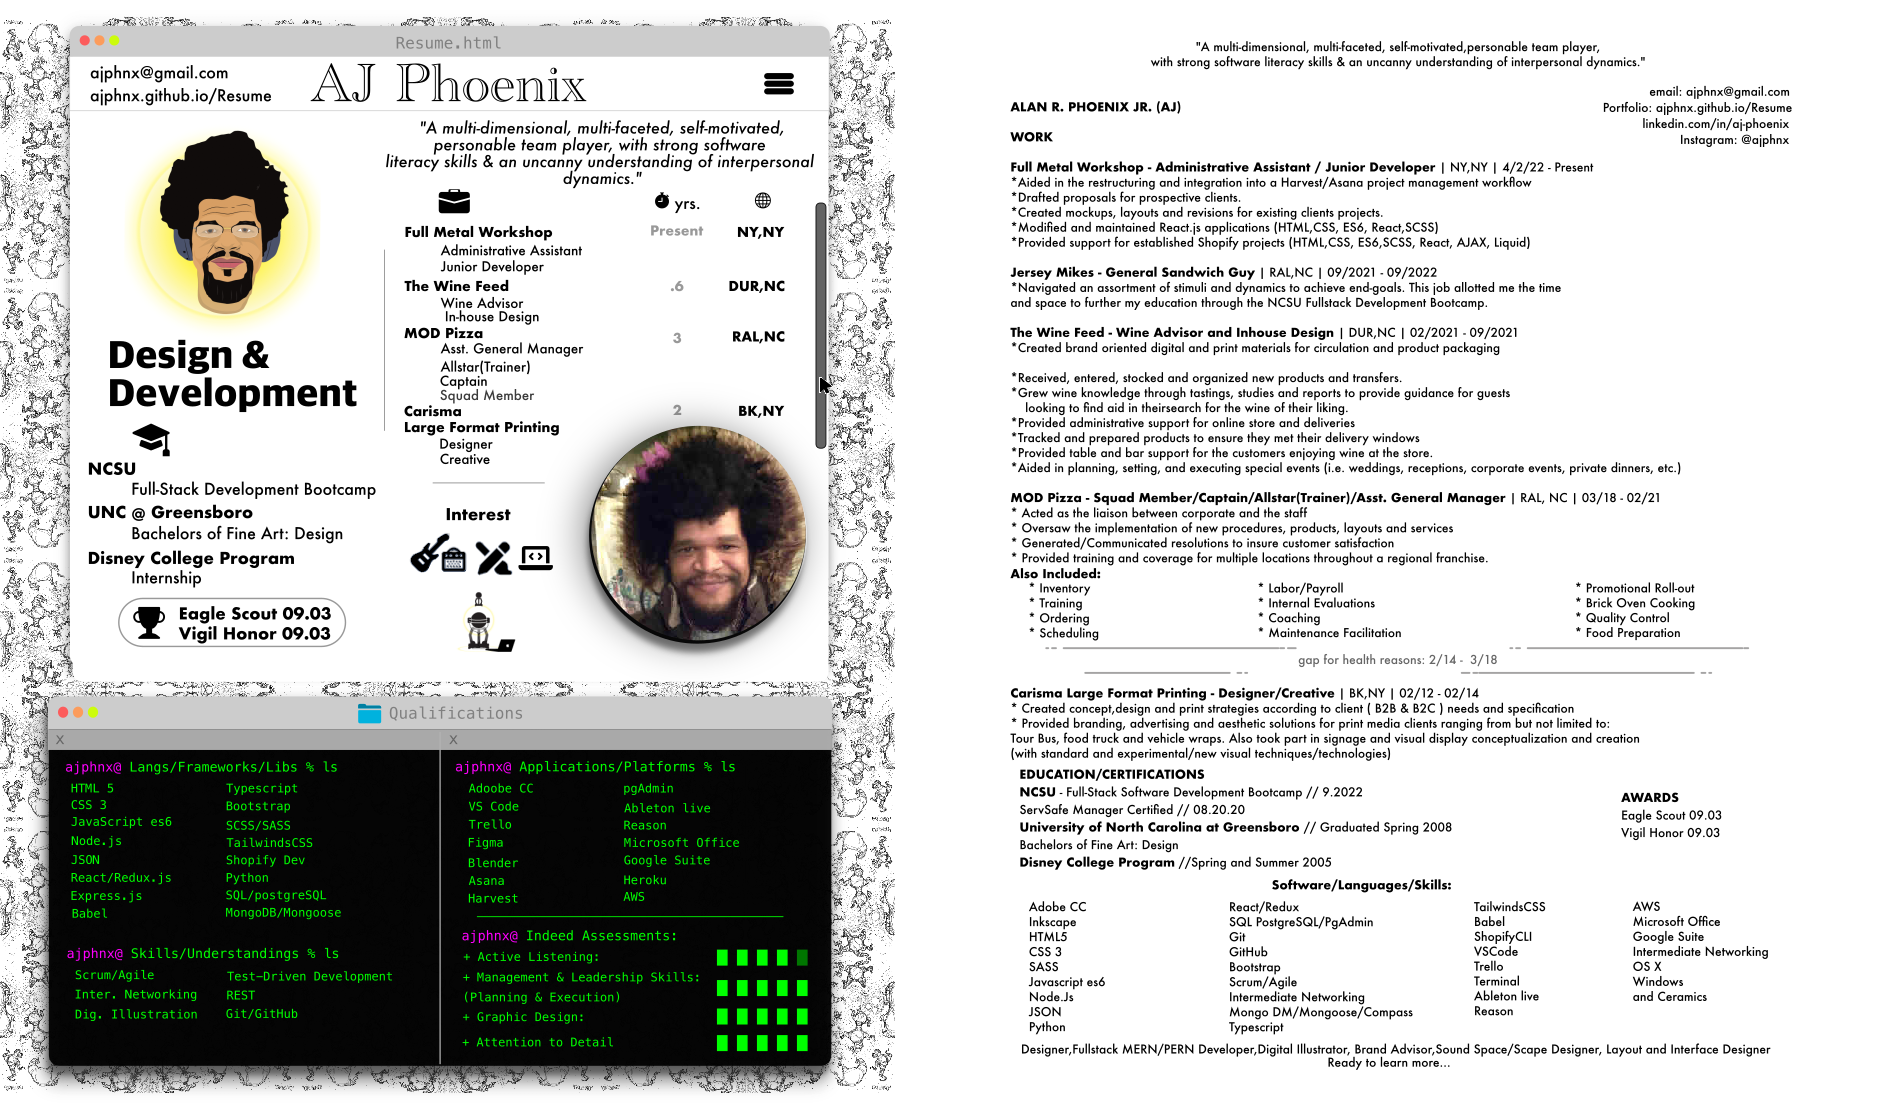 Resume.html
ajphnx@gmail.com
ajphnx.github.io/Resume
AJ Phoenix
"A multi-dimensional, multi-faceted, self-motivated,
personable team player, with strong software
literacy skills & an uncanny understanding of interpersonal
dynamics."
yrs.
Full Metal Workshop Present NY,NY
Administrative Assistant
Junior Developer
The Wine Feed .6 DUR,NC
Wine Advisor
In-house Design
MOD Pizza 3 RAL,NC
Asst. General Manager
Allstar(Trainer)
Captain
Squad Member
Carisma 2 BK,NY
Large Format Printing
Designer
Creative
Interest
Design &
Development
NCSU
Full-Stack Development Bootcamp
UNC @ Greensboro
Bachelors of Fine Art: Design
Disney College Program
Internship
Eagle Scout 09.03
Vigil Honor 09.03
Qualifications
X X
ajphnx@ Langs/Frameworks/Libs % ls
HTML 5 Typescript
CSS 3 Bootstrap
JavaScript es6 SCSS/SASS
Node.js TailwindsCSS
JSON Shopify Dev
React/Redux.js Python
Express.js SQL/postgreSQL
Babel MongoDB/Mongoose
ajphnx@ Skills/Understandings % ls
Scrum/Agile Test-Driven Development
Inter. Networking REST
Dig. Illustration Git/GitHub
ajphnx@ Applications/Platforms % ls
Adoobe CC pgAdmin
VS Code Ableton live
Trello Reason
Figma Microsoft Office
Blender Google Suite
Asana Heroku
Harvest AWS
ajphnx@ Indeed Assessments:
+ Active Listening:
+ Management & Leadership Skills:
(Planning & Execution)
+ Graphic Design:
+ Attention to Detail
"A multi-dimensional, multi-faceted, self-motivated,personable team player,
with strong software literacy skills & an uncanny understanding of interpersonal dynamics."
email: ajphnx@gmail.com
ALAN R. PHOENIX JR. (AJ) Portfolio: ajphnx.github.io/Resume
linkedin.com/in/aj-phoenix
WORK Instagram: @ajphnx
Full Metal Workshop - Administrative Assistant / Junior Developer | NY,NY | 4/2/22 - Present
*Aided in the restructuring and integration into a Harvest/Asana project management workflow
*Drafted proposals for prospective clients.
*Created mockups, layouts and revisions for existing clients projects.
*Modified and maintained React.js applications (HTML,CSS, ES6, React,SCSS)
*Provided support for established Shopify projects (HTML,CSS, ES6,SCSS, React, AJAX, Liquid)
Jersey Mikes - General Sandwich Guy | RAL,NC | 09/2021 - 09/2022
*Navigated an assortment of stimuli and dynamics to achieve end-goals. This job allotted me the time
and space to further my education through the NCSU Fullstack Development Bootcamp.
The Wine Feed - Wine Advisor and Inhouse Design | DUR,NC | 02/2021 - 09/2021
*Created brand oriented digital and print materials for circulation and product packaging
*Received, entered, stocked and organized new products and transfers.
*Grew wine knowledge through tastings, studies and reports to provide guidance for guests
looking to find aid in theirsearch for the wine of their liking.
*Provided administrative support for online store and deliveries
*Tracked and prepared products to ensure they met their delivery windows
*Provided table and bar support for the customers enjoying wine at the store.
*Aided in planning, setting, and executing special events (i.e. weddings, receptions, corporate events, private dinners, etc.)
MOD Pizza - Squad Member/Captain/Allstar(Trainer)/Asst. General Manager | RAL, NC | 03/18 - 02/21
* Acted as the liaison between corporate and the staff
* Oversaw the implementation of new procedures, products, layouts and services
* Generated/Communicated resolutions to insure customer satisfaction
* Provided training and coverage for multiple locations throughout a regional franchise.
Also Included:
* Inventory * Labor/Payroll * Promotional Roll-out
* Training * Internal Evaluations * Brick Oven Cooking
* Ordering * Coaching * Quality Control
* Scheduling * Maintenance Facilitation * Food Preparation
gap for health reasons: 2/14 - 3/18
Carisma Large Format Printing - Designer/Creative | BK,NY | 02/12 - 02/14
* Created concept,design and print strategies according to client ( B2B & B2C ) needs and specification
* Provided branding, advertising and aesthetic solutions for print media clients ranging from but not limited to:
Tour Bus, food truck and vehicle wraps. Also took part in signage and visual display conceptualization and creation
(with standard and experimental/new visual techniques/technologies)
EDUCATION/CERTIFICATIONS
NCSU - Full-Stack Software Development Bootcamp // 9.2022
ServSafe Manager Certified // 08.20.20
University of North Carolina at Greensboro // Graduated Spring 2008
Bachelors of Fine Art: Design
Disney College Program //Spring and Summer 2005
AWARDS
Eagle Scout 09.03
Vigil Honor 09.03
Software/Languages/Skills:
Adobe CC React/Redux TailwindsCSS AWS
Inkscape SQL PostgreSQL/PgAdmin Babel Microsoft Office
HTML5 Git ShopifyCLI Google Suite
CSS 3 GitHub VSCode Intermediate Networking
SASS Bootstrap Trello OS X
Javascript es6 Scrum/Agile Terminal Windows
Node.Js Intermediate Networking Ableton live and Ceramics
JSON Mongo DM/Mongoose/Compass Reason
Python Typescript
Designer,Fullstack MERN/PERN Developer,Digital Illustrator, Brand Advisor,Sound Space/Scape Designer, Layout and Interface Designer
Ready to learn more...